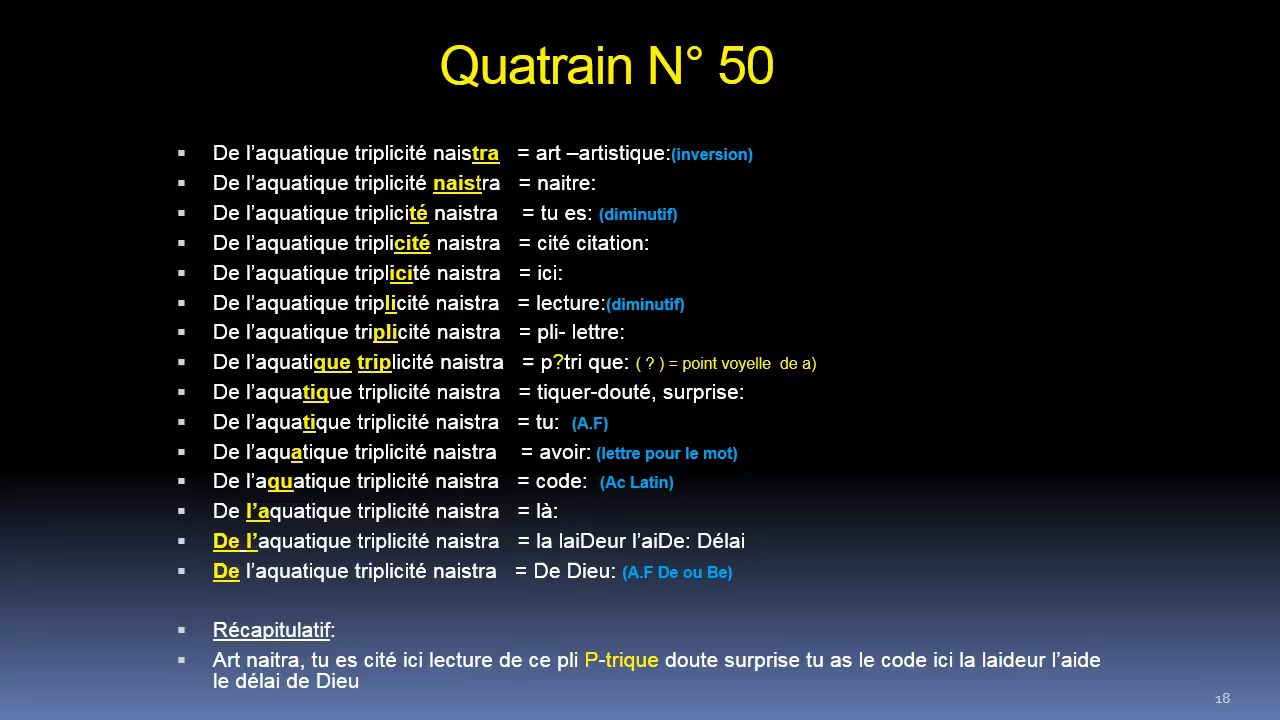 Quatrain N° 50
▪ De l’aquatique triplicité naistra = art –artistique:(inversion)
▪ De l’aquatique triplicité naistra = naitre:
▪ De l’aquatique triplicité naistra = tu es: (diminutif)
▪ De l’aquatique triplicité naistra = cité citation:
▪ De l’aquatique triplicité naistra = ici:
▪ De l’aquatique triplicité naistra = lecture:(diminutif)
▪ De l’aquatique triplicité naistra = pli- lettre:
▪ De l’aquatique triplicité naistra = p?tri que: ( ? ) = point voyelle de a)
▪ De l’aquatique triplicité naistra = tiquer-douté, surprise:
▪ De l’aquatique triplicité naistra = tu: (A.F)
▪ De l’aquatique triplicité naistra = avoir: (lettre pour le mot)
▪ De l’aquatique triplicité naistra = code: (Ac Latin)
▪ De l’aquatique triplicité naistra = là:
▪ De l’aquatique triplicité naistra = la laiDeur l’aiDe: Délai
▪ De l’aquatique triplicité naistra = De Dieu: (A.F De ou Be)
▪ Récapitulatif:
▪ Art naitra, tu es cité ici lecture de ce pli P-trique doute surprise tu as le code ici la laideur l’aide
le délai de Dieu
18